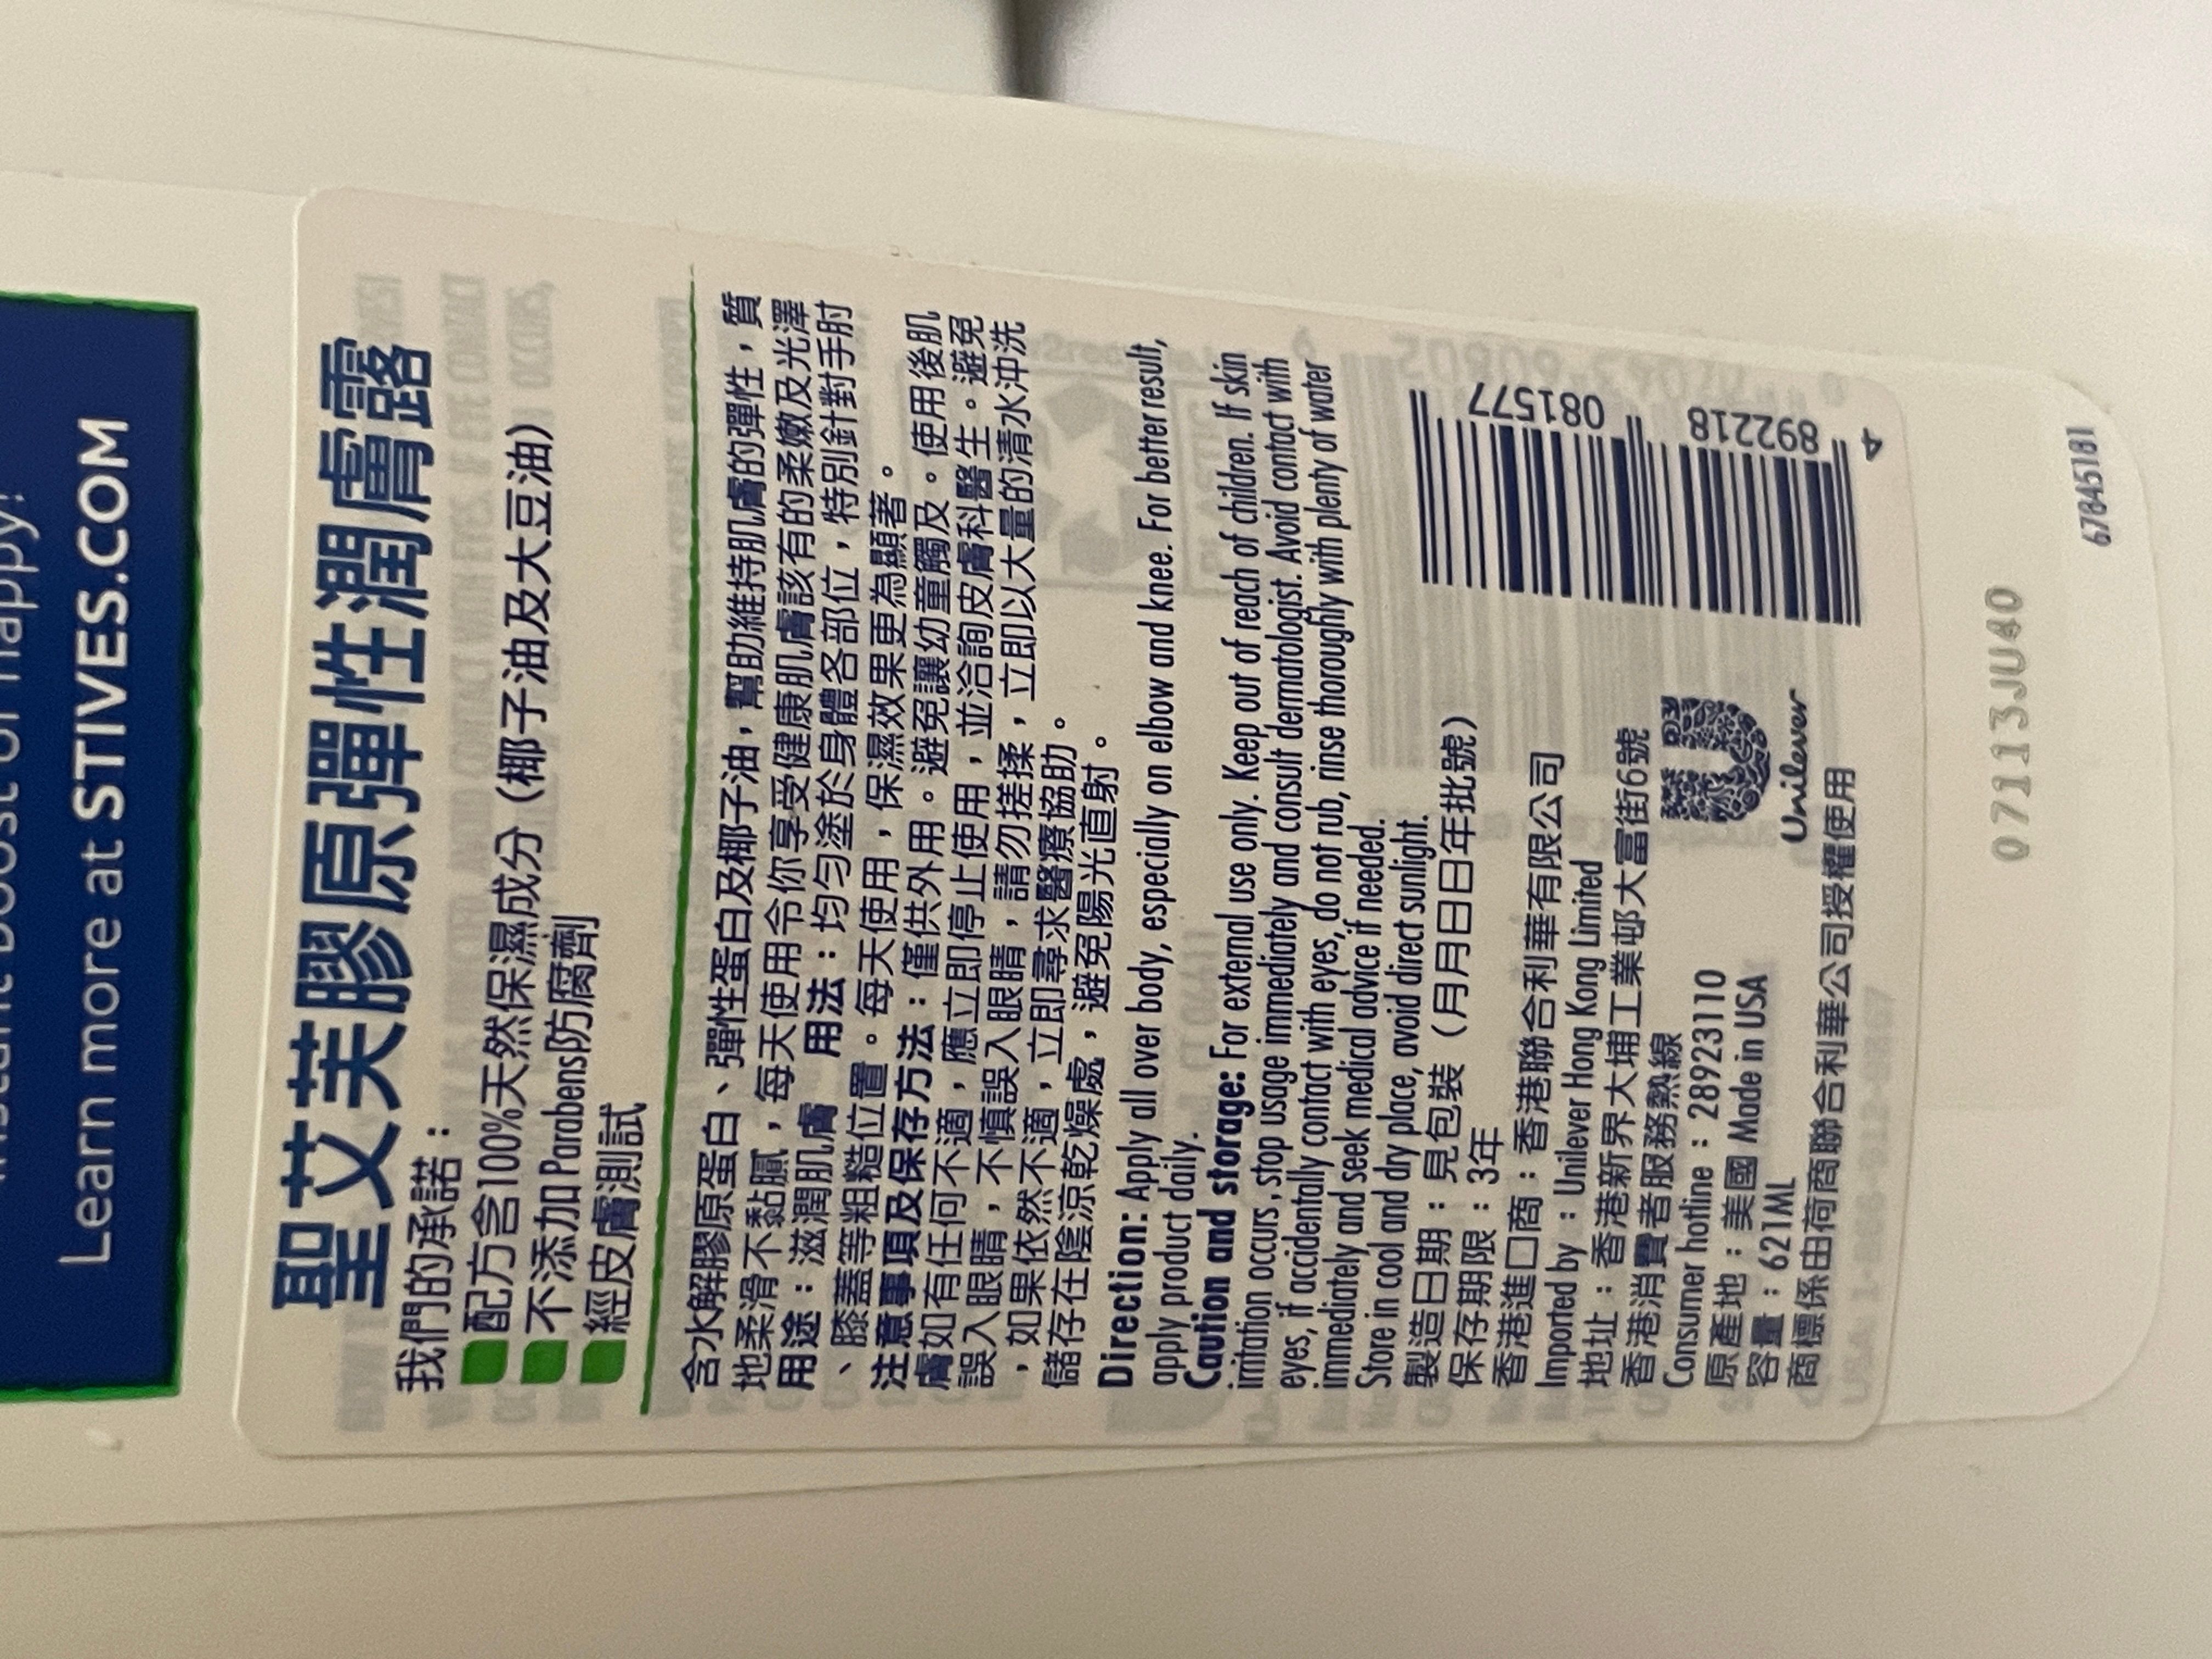 Learn more at STIVES.COM
聖艾芙膠原彈性潤膚露
我們的承諾：
配方含100%天然保濕成分（椰子油及大豆油）
不添加Parabens防腐劑
經皮膚測試
含水解膠原蛋白、彈性蛋白及椰子油，幫助維持肌膚的彈性，質
地柔滑不黏膩，每天使用令你享受健康肌膚該有的柔嫩及光澤
用途：滋潤肌膚 用法：均勻塗於身體各部位，特別針對手肘
、膝蓋等粗糙位置。每天使用，保濕效果更為顯著。
注意事項及保存方法：僅供外用。避免讓幼童觸及。使用後肌
膚如有任何不適，應立即停止使用，並洽詢皮膚科醫生。避免
誤入眼睛，不慎誤入眼睛，請勿搓揉，立即以大量的清水沖洗
，如果依然不適，立即尋求醫療協助。
儲存在陰涼乾燥處，避免陽光直射。
Direction: Apply all over body, especially on elbow and knee. For better result,
apply product daily.
Caution and storage: For external use only. Keep out of reach of children. If skin
irritation occurs, stop usage immediately and consult dermatologist. Avoid contact with
eyes, if accidentally contact with eyes, do not rub, rinse thoroughly with plenty of water
immediately and seek medical advice if needed.
Store in cool and dry place, avoid direct sunlight.
製造日期：見包裝（月月日日年批號）
保存期限：3年
香港進口商：香港聯合利華有限公司
Imported by：Unilever Hong Kong Limited
地址：香港新界大埔工業邨大富街6號
香港消費者服務熱線
Consumer hotline：28923110
原產地：美國 Made in USA
容量：621ML
商標係由荷商聯合利華公司授權使用
Unilever
4 892218 081577
07113JU40
67845181